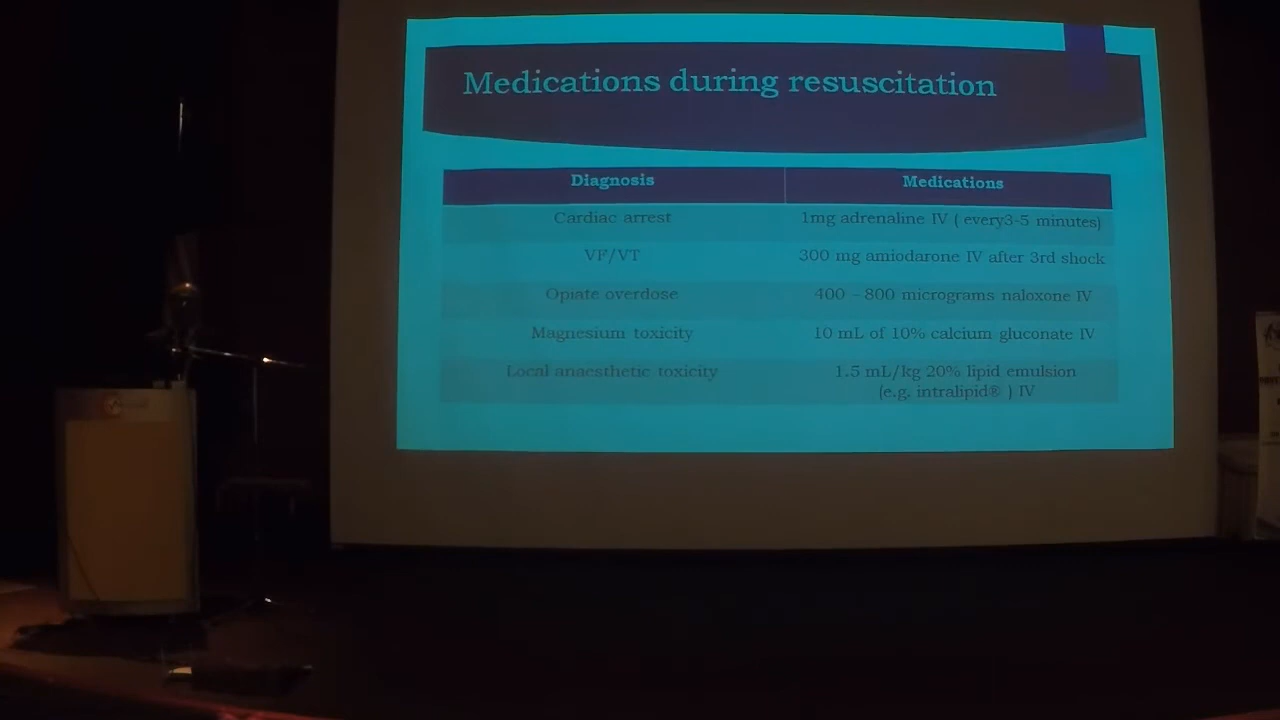 Medications during resuscitation
Diagnosis Medications
Cardiac arrest 1mg adrenaline IV ( every3-5 minutes)
VF/VT 300 mg amiodarone IV after 3rd shock
Opiate overdose 400 – 800 micrograms naloxone IV
Magnesium toxicity 10 mL of 10% calcium gluconate IV
Local anaesthetic toxicity 1.5 mL/kg 20% lipid emulsion
(e.g. intralipid® ) IV